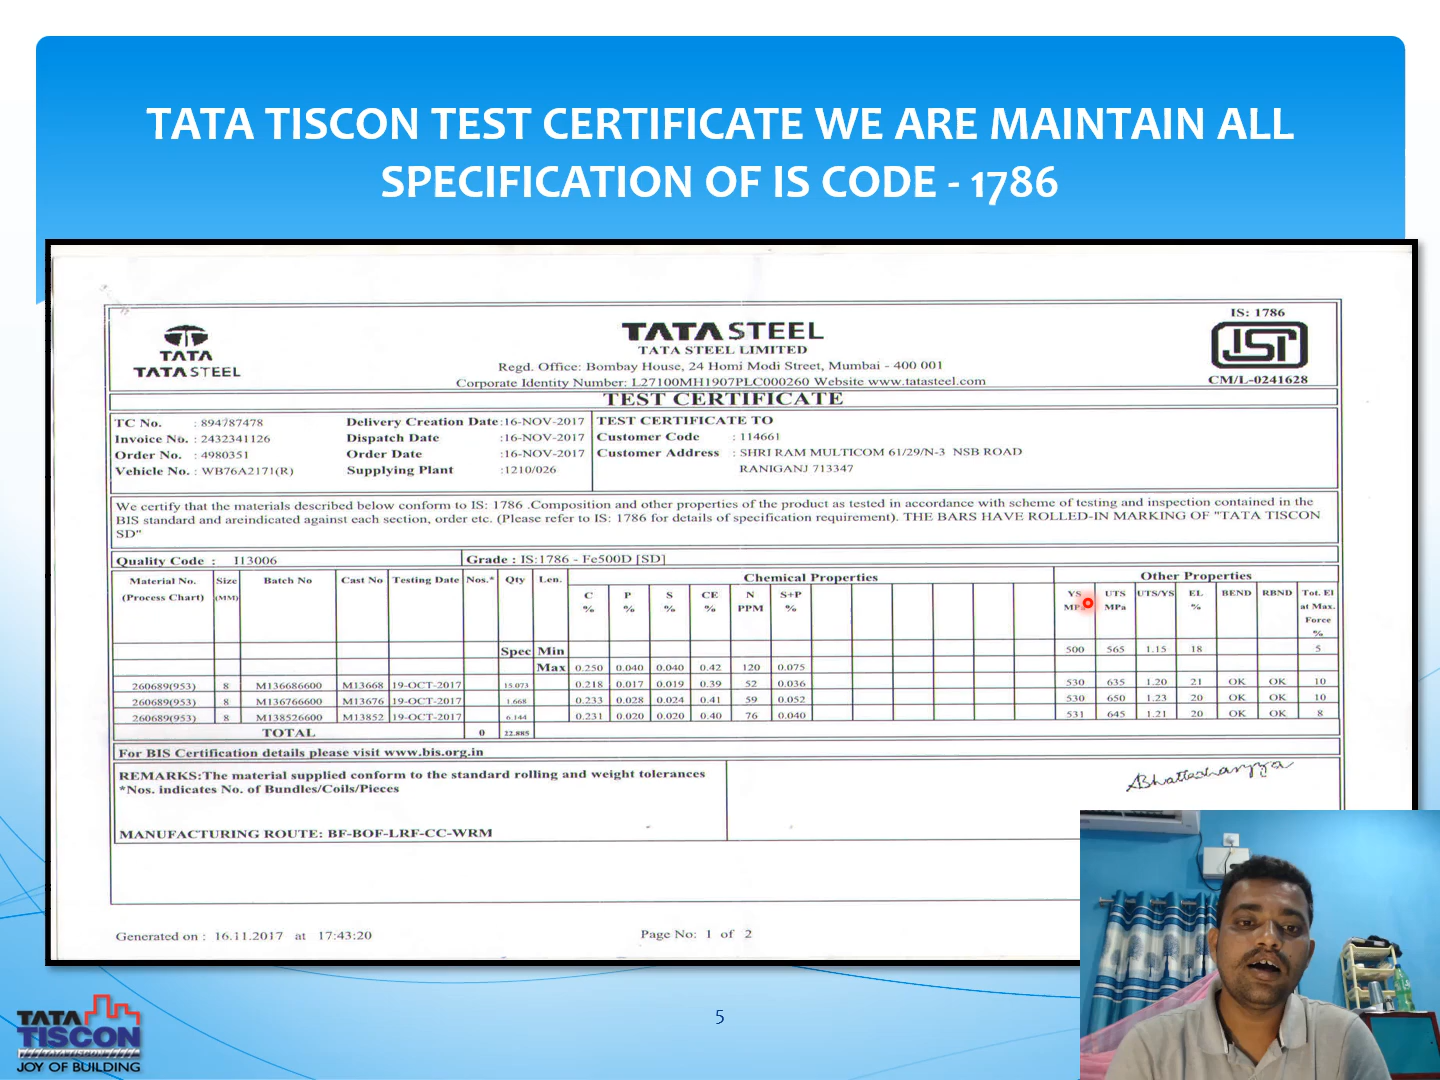 TATA TISCON TEST CERTIFICATE WE ARE MAINTAIN ALL
SPECIFICATION OF IS CODE - 1786
TATA
TATA STEEL
TATA STEEL
TATA STEEL LIMITED
Regd. Office: Bombay House, 24 Homi Modi Street, Mumbai - 400 001
Corporate Identity Number: L27100MH1907PLC000260 Website www.tatasteel.com
IS: 1786
ISI
CM/L-0241628
TEST CERTIFICATE
TC No. : 894787478 Delivery Creation Date :16-NOV-2017 TEST CERTIFICATE TO
Invoice No. : 2432341126 Dispatch Date :16-NOV-2017 Customer Code : 114661
Order No. : 4980351 Order Date :16-NOV-2017 Customer Address : SHRI RAM MULTICOM 61/29/N-3 NSB ROAD
Vehicle No. : WB76A2171(R) Supplying Plant :1210/026 RANIGANJ 713347
We certify that the materials described below conform to IS: 1786 .Composition and other properties of the product as tested in accordance with scheme of testing and inspection contained in the
BIS standard and areindicated against each section, order etc. (Please refer to IS: 1786 for details of specification requirement). THE BARS HAVE ROLLED-IN MARKING OF "TATA TISCON
SD"
Quality Code : I13006 Grade : IS:1786 - Fe500D [SD]
Material No. Size Batch No Cast No Testing Date Nos.* Qty Len. Chemical Properties Other Properties
(Process Chart) (MM) C P S CE N S+P YS UTS UTS/YS EL BEND RBND Tot. El
% % % % PPM % MPa MPa % at Max.
Force
%
Spec Min 500 565 1.15 18 5
Max 0.250 0.040 0.040 0.42 120 0.075
260689(953) 8 M136686600 M13668 19-OCT-2017 15.073 0.218 0.017 0.019 0.39 52 0.036 530 635 1.20 21 OK OK 10
260689(953) 8 M136766600 M13676 19-OCT-2017 1.668 0.233 0.028 0.024 0.41 59 0.052 530 650 1.23 20 OK OK 10
260689(953) 8 M138526600 M13852 19-OCT-2017 6.144 0.231 0.020 0.020 0.40 76 0.040 531 645 1.21 20 OK OK 8
TOTAL 0 22.885
For BIS Certification details please visit www.bis.org.in
REMARKS:The material supplied conform to the standard rolling and weight tolerances
*Nos. indicates No. of Bundles/Coils/Pieces
ABhattacharyya
MANUFACTURING ROUTE: BF-BOF-LRF-CC-WRM
Generated on : 16.11.2017 at 17:43:20 Page No: 1 of 2
TATA
TISCON
JOY OF BUILDING
5